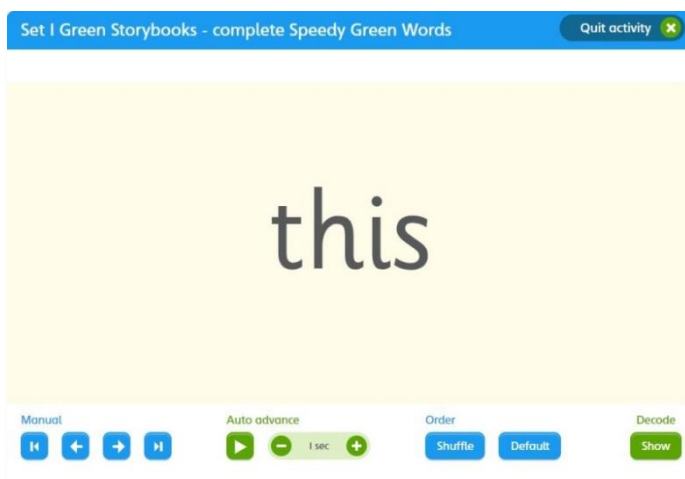 Set 1 Green Storybooks - complete Speedy Green Words
Quit activity
this
Manual
Auto advance
Order
Decode
1 sec
Shuffle
Default
Show